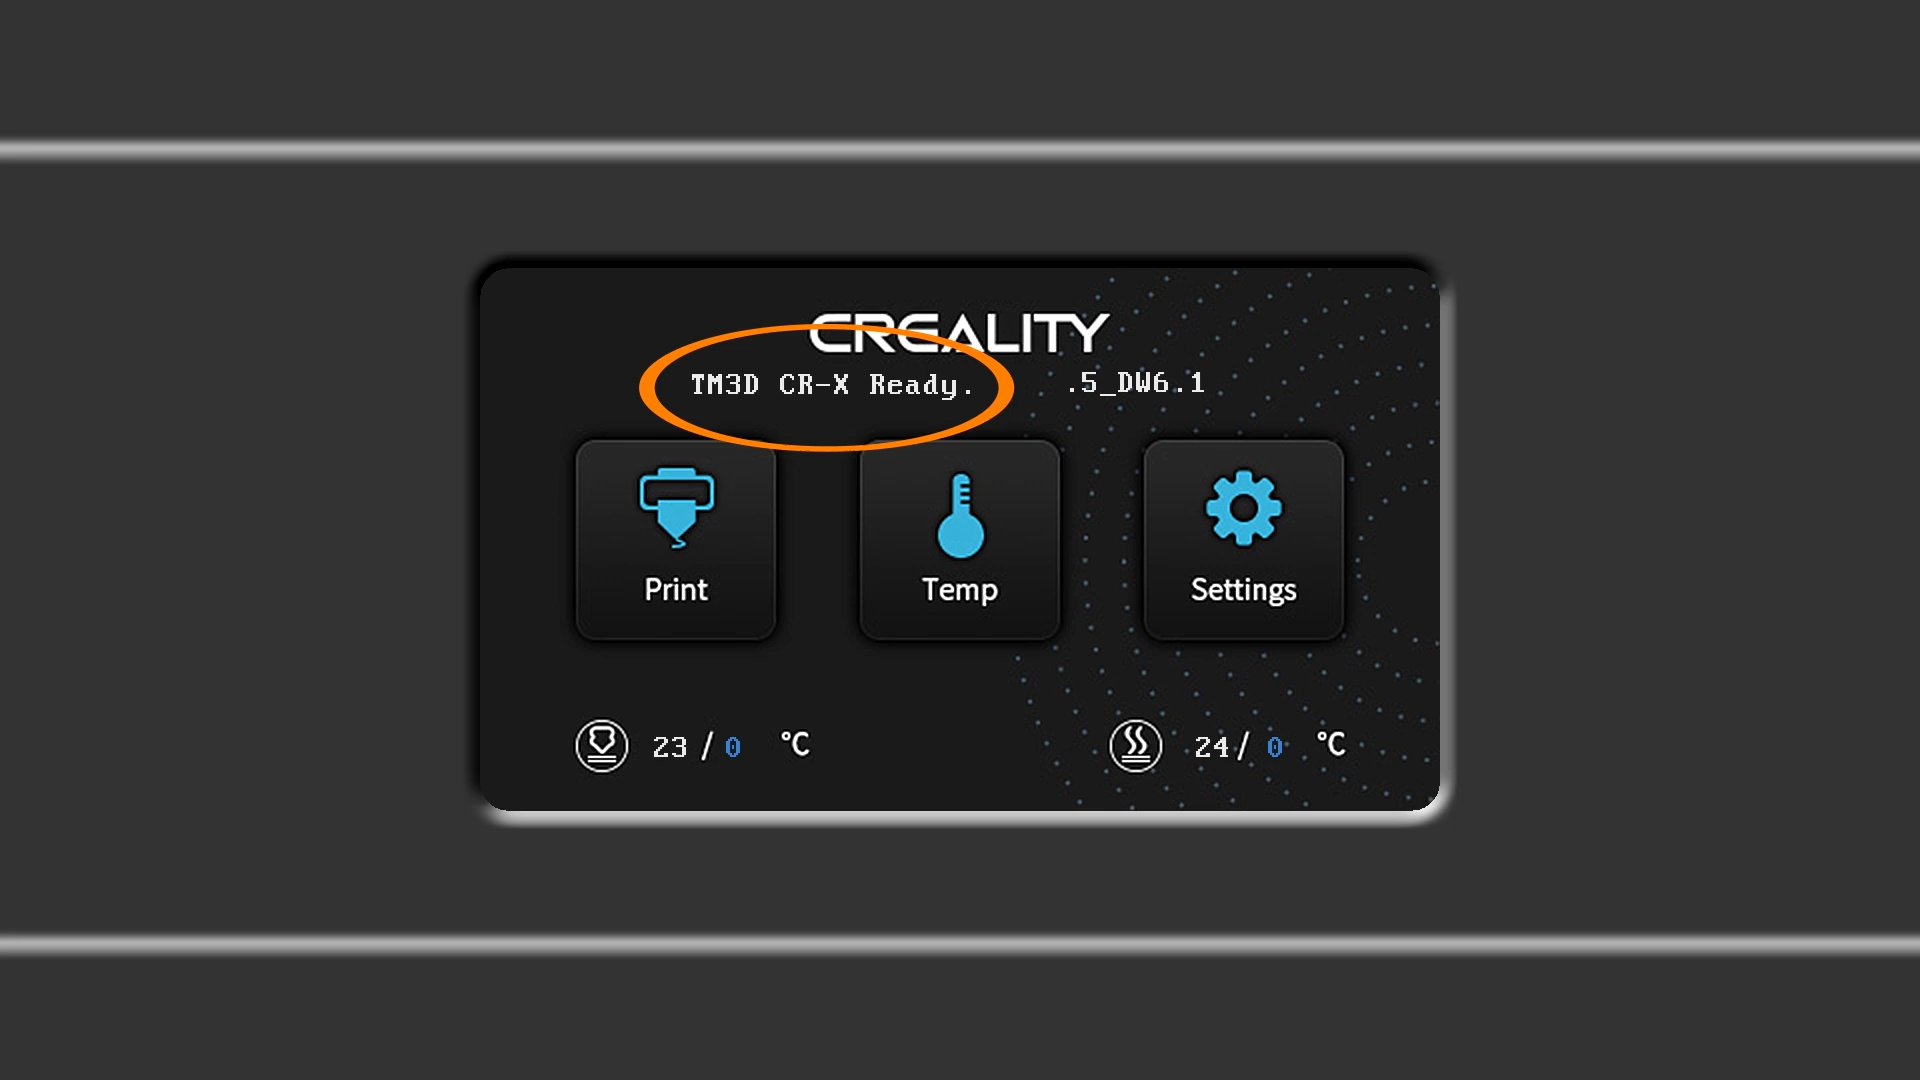 CREALITY
TM3D CR-X Ready. .5_DW6.1
Print Temp Settings
23 / 0 °C 24 / 0 °C